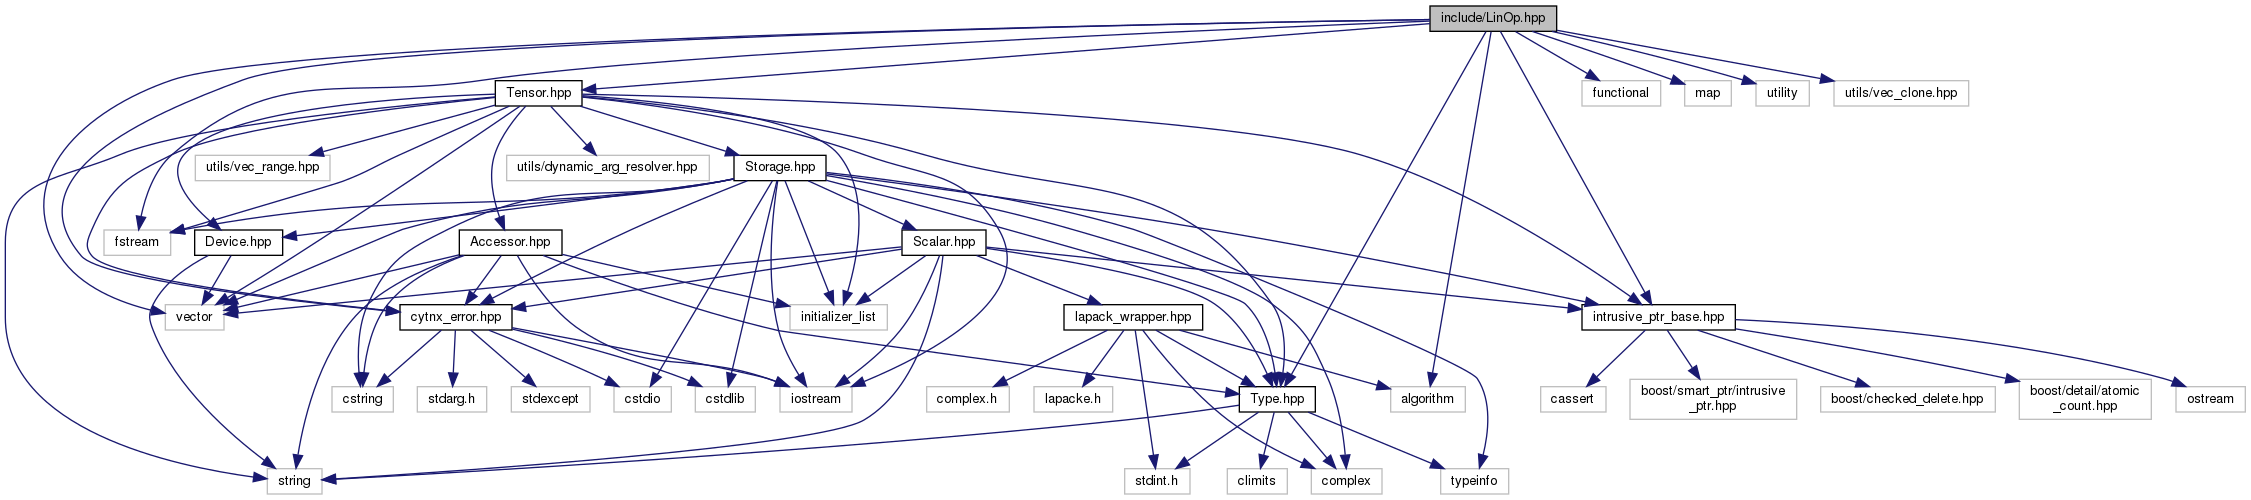 include/LinOp.hpp
Tensor.hpp
functional
map
utility
utils/vec_clone.hpp
utils/vec_range.hpp
utils/dynamic_arg_resolver.hpp
Storage.hpp
fstream
Device.hpp
Accessor.hpp
Scalar.hpp
vector
cytnx_error.hpp
initializer_list
lapack_wrapper.hpp
intrusive_ptr_base.hpp
cstring
stdarg.h
stdexcept
cstdio
cstdlib
iostream
complex.h
lapacke.h
Type.hpp
algorithm
cassert
boost/smart_ptr/intrusive
_ptr.hpp
boost/checked_delete.hpp
boost/detail/atomic
_count.hpp
ostream
string
stdint.h
climits
complex
typeinfo